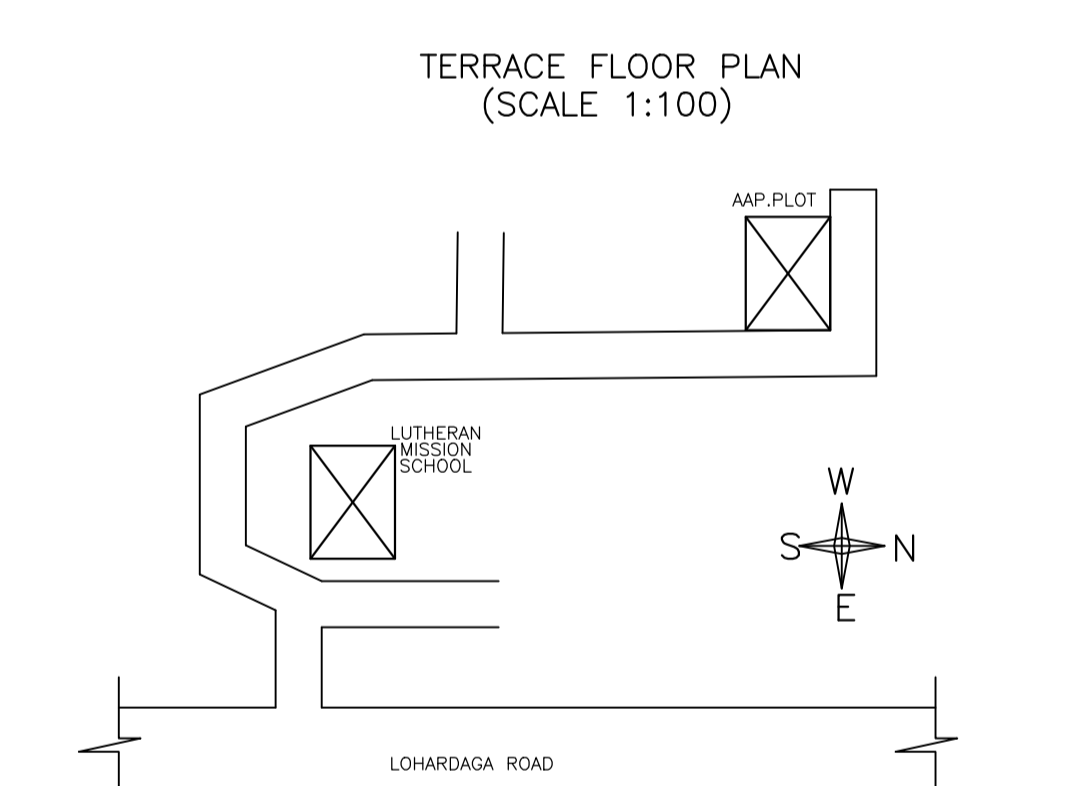 TERRACE FLOOR PLAN
(SCALE 1:100)
AAP.PLOT
LUTHERAN
MISSION
SCHOOL
W
S N
E
LOHARDAGA ROAD